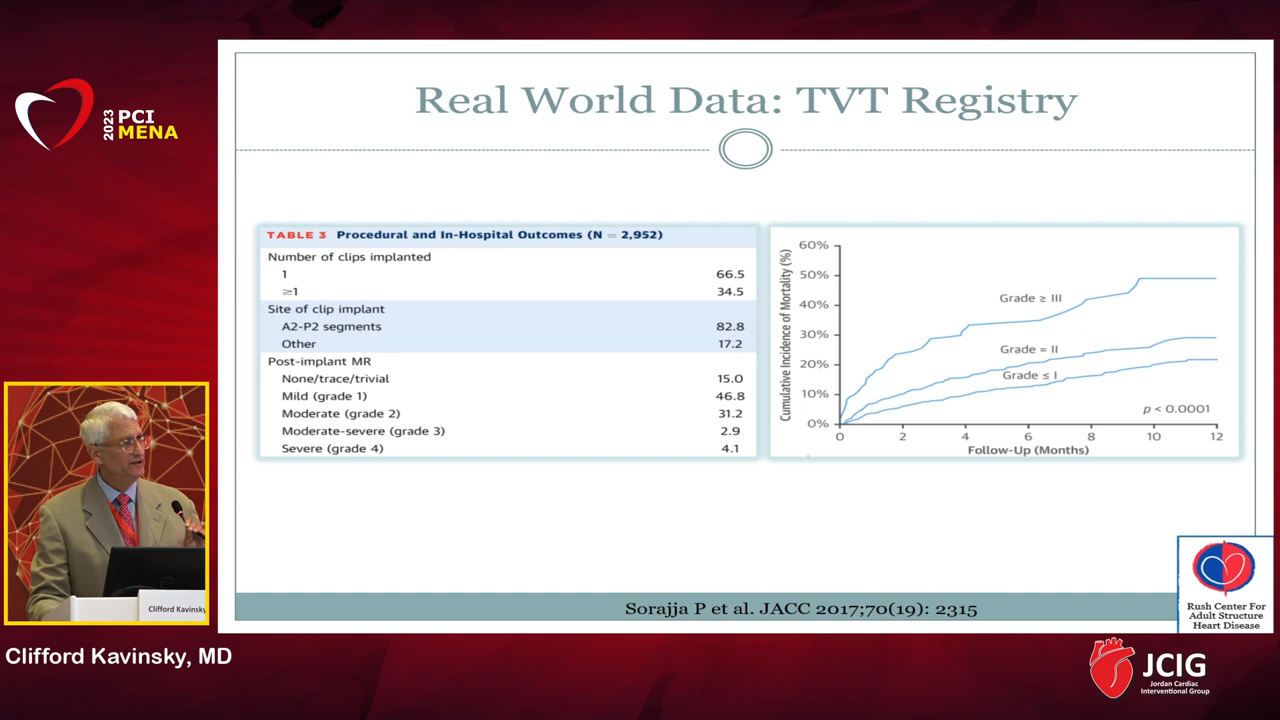 2023 PCI
MENA
Real World Data: TVT Registry
TABLE 3 Procedural and In-Hospital Outcomes (N = 2,952)
Number of clips implanted
1 66.5
≥1 34.5
Site of clip implant
A2-P2 segments 82.8
Other 17.2
Post-implant MR
None/trace/trivial 15.0
Mild (grade 1) 46.8
Moderate (grade 2) 31.2
Moderate-severe (grade 3) 2.9
Severe (grade 4) 4.1
Cumulative Incidence of Mortality (%)
60%
50%
40%
30%
20%
10%
0%
Grade ≥ III
Grade = II
Grade ≤ I
p < 0.0001
0 2 4 6 8 10 12
Follow-Up (Months)
Sorajja P et al. JACC 2017;70(19): 2315
Rush Center For
Adult Structure
Heart Disease
Clifford Kavinsky
Clifford Kavinsky, MD
JCIG
Jordan Cardiac
Interventional Group